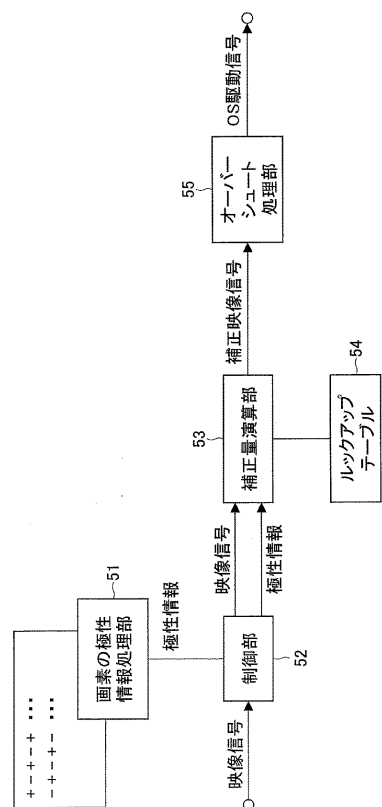 +-+-+ ...
-+-+- ...
51
画素の極性
情報処理部
極性情報
映像信号
制御部
52
映像信号
極性情報
53
補正量演算部
54
ルックアップ
テーブル
補正映像信号
55
オーバー
シュート
処理部
OS駆動信号